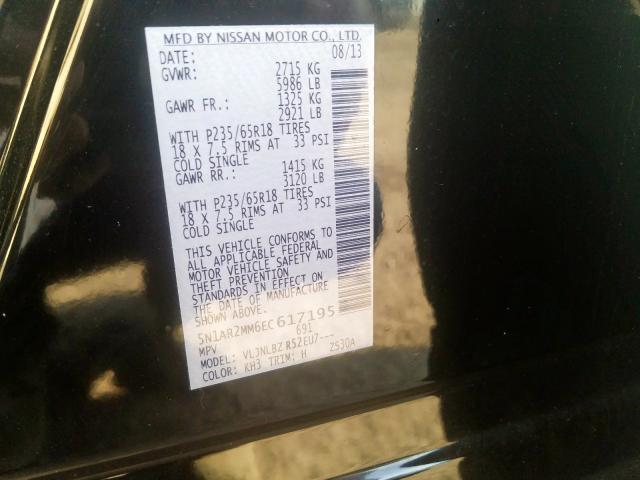 MFD BY NISSAN MOTOR CO., LTD.
DATE: 08/13
GVWR: 2715 KG
5986 LB
GAWR FR.: 1325 KG
2921 LB
WITH P235/65R18 TIRES
18 X 7.5 RIMS AT 33 PSI
COLD SINGLE
GAWR RR.: 1415 KG
3120 LB
WITH P235/65R18 TIRES
18 X 7.5 RIMS AT 33 PSI
COLD SINGLE
THIS VEHICLE CONFORMS TO
ALL APPLICABLE FEDERAL
MOTOR VEHICLE SAFETY AND
THEFT PREVENTION
STANDARDS IN EFFECT ON
THE DATE OF MANUFACTURE
SHOWN ABOVE.
5N1AR2MM6EC617195
MPV 691
MODEL: VLJNLBZ R52EU7---
COLOR: KH3 TRIM: H ZS30A